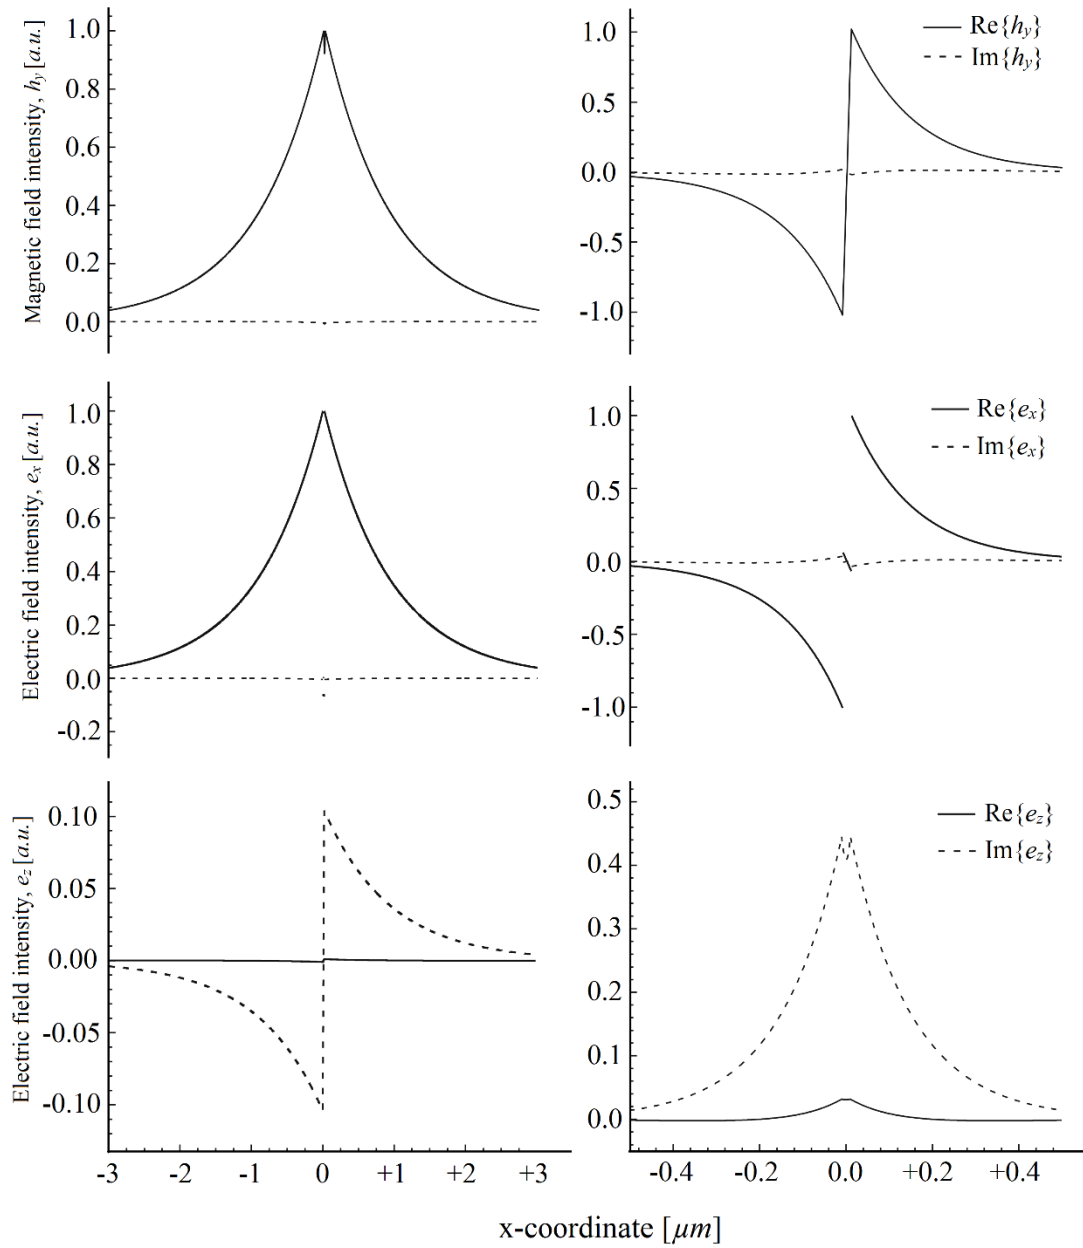 Magnetic field intensity, hy [a.u.]
1.0
0.8
0.6
0.4
0.2
0.0
1.0
0.5
0.0
-0.5
-1.0
Re{hy}
Im{hy}
Electric field intensity, ex [a.u.]
1.0
0.8
0.6
0.4
0.2
0.0
-0.2
1.0
0.5
0.0
-0.5
-1.0
Re{ex}
Im{ex}
Electric field intensity, ez [a.u.]
0.10
0.05
0.00
-0.05
-0.10
-3 -2 -1 0 +1 +2 +3
0.5
0.4
0.3
0.2
0.1
0.0
Re{ez}
Im{ez}
-0.4 -0.2 0.0 +0.2 +0.4
x-coordinate [μm]